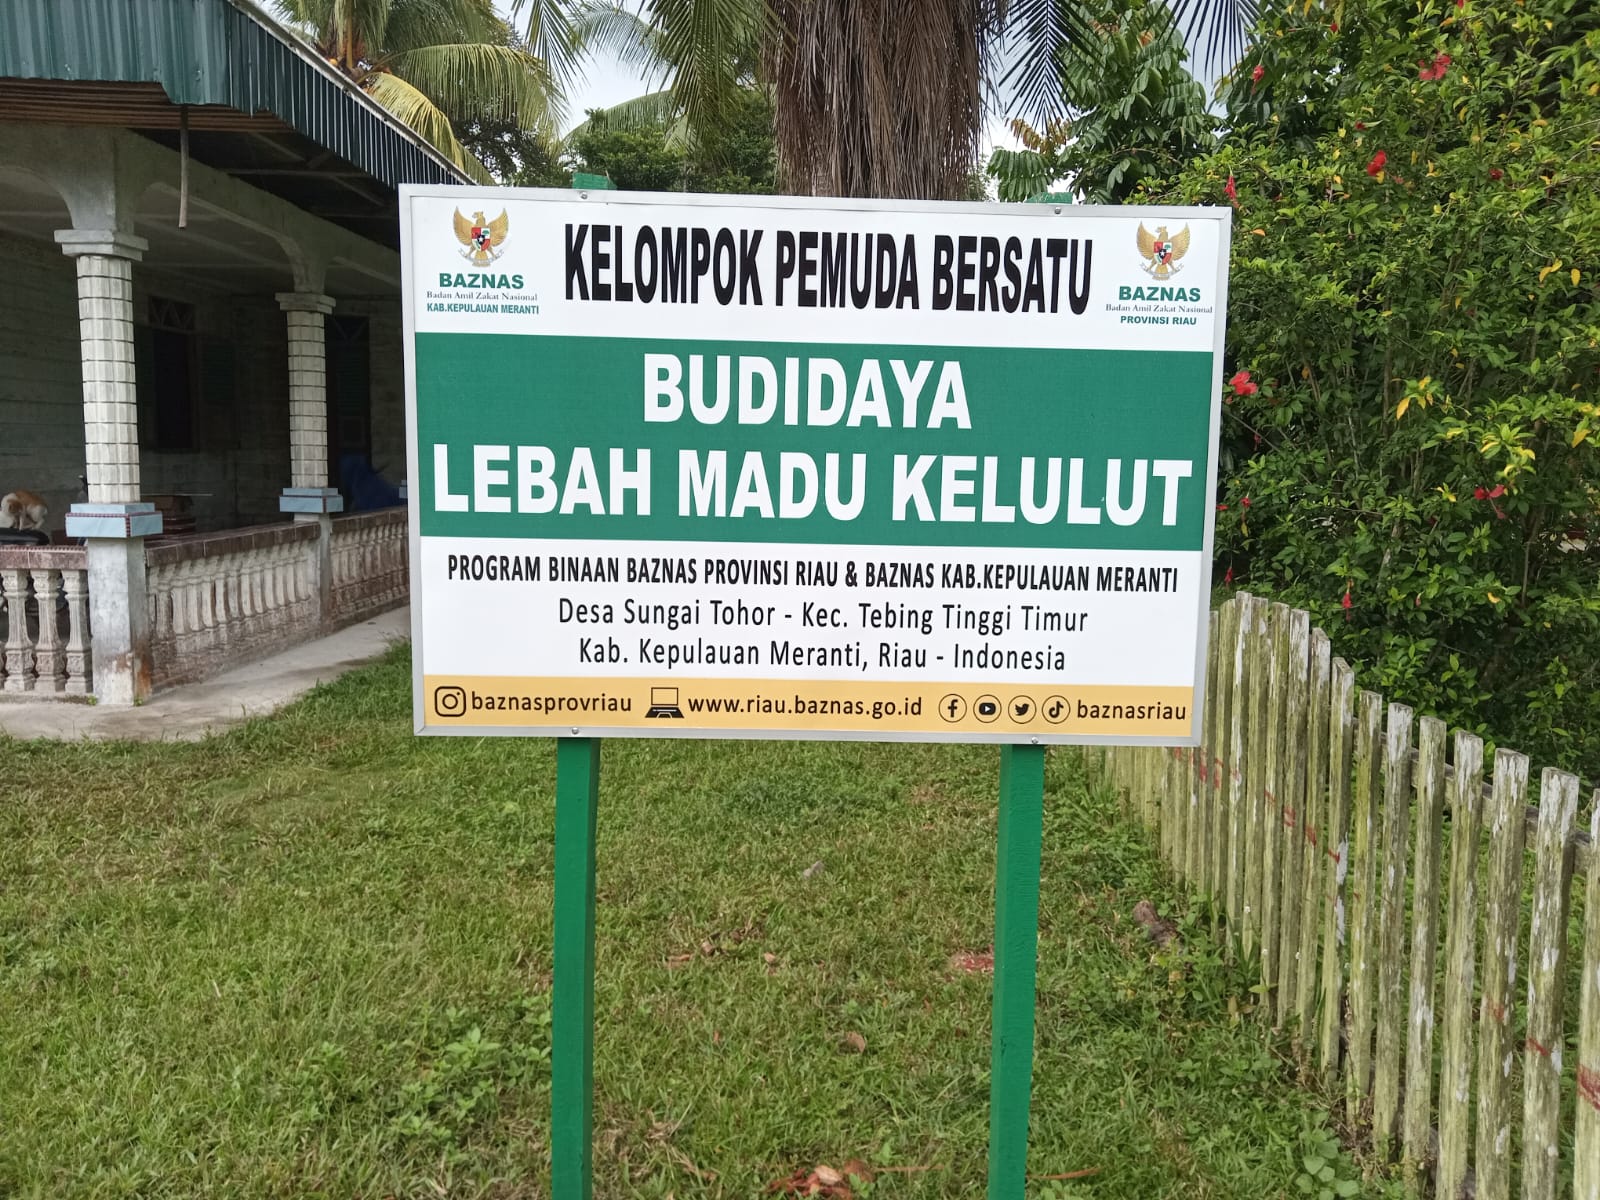 BAZNAS
Badan Amil Zakat Nasional
KAB.KEPULAUAN MERANTI
KELOMPOK PEMUDA BERSATU
BAZNAS
Badan Amil Zakat Nasional
PROVINSI RIAU
BUDIDAYA
LEBAH MADU KELULUT
PROGRAM BINAAN BAZNAS PROVINSI RIAU & BAZNAS KAB.KEPULAUAN MERANTI
Desa Sungai Tohor - Kec. Tebing Tinggi Timur
Kab. Kepulauan Meranti, Riau - Indonesia
baznasprovriau www.riau.baznas.go.id baznasriau